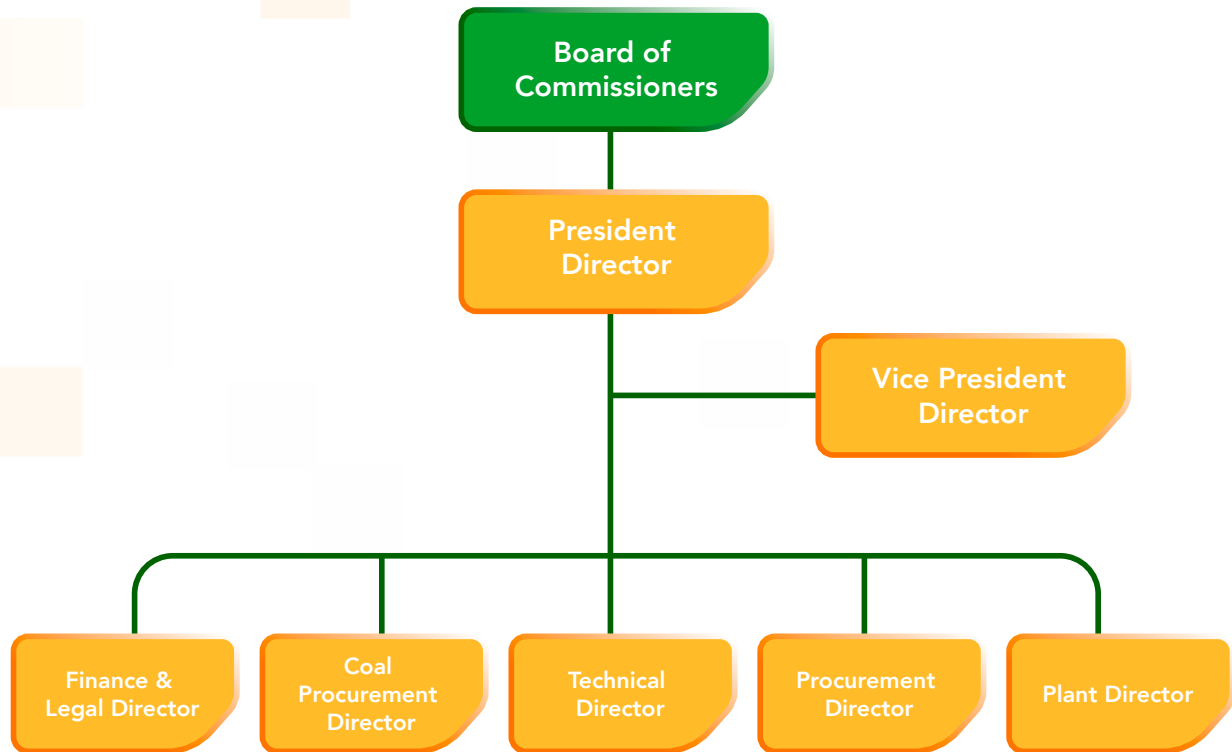 Board of
Commissioners
President
Director
Vice President
Director
Finance &
Legal Director
Coal
Procurement
Director
Technical
Director
Procurement
Director
Plant Director